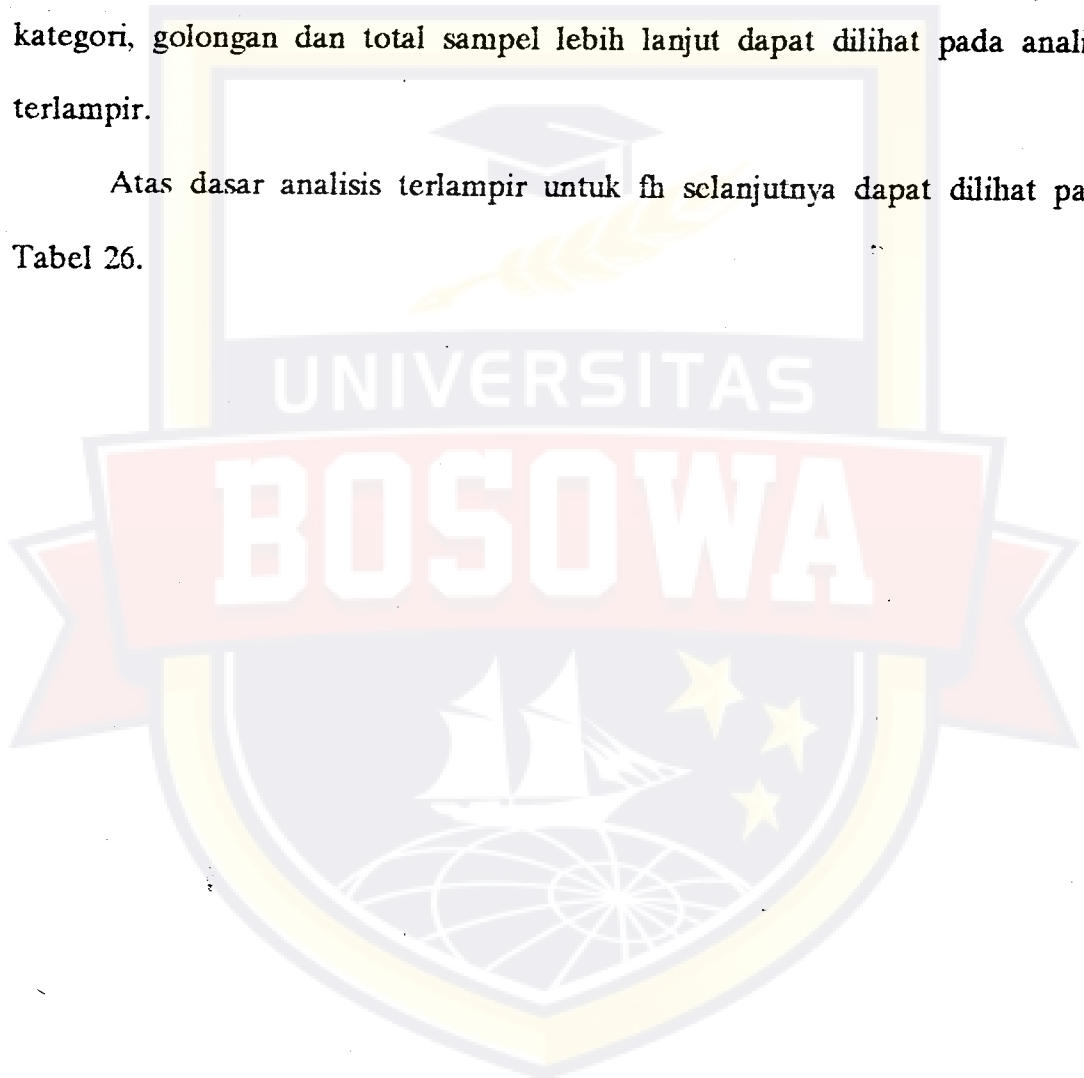 kategori, golongan dan total sampel lebih lanjut dapat dilihat pada anali
terlampir.
Atas dasar analisis terlampir untuk fh selanjutnya dapat dilihat pa
Tabel 26.
UNIVERSITAS
BOSOWA